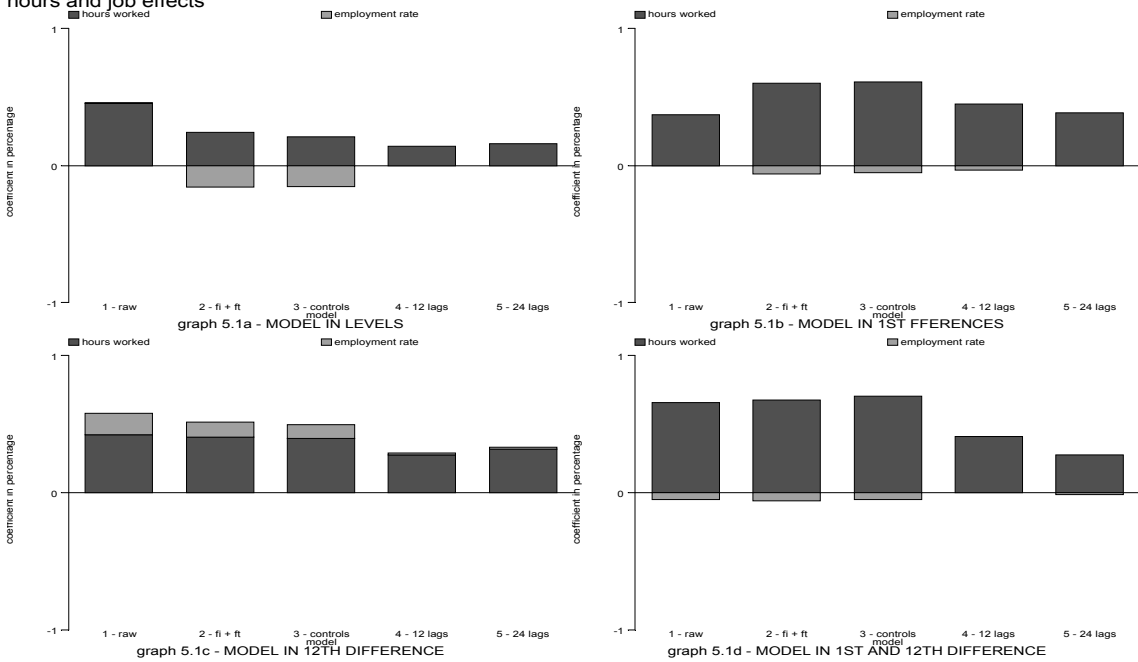 hours and job effects
hours worked
employment rate
1
0
-1
coefficient in percentage
1 - raw
2 - fi + ft
3 - controls
4 - 12 lags
5 - 24 lags
model
graph 5.1a - MODEL IN LEVELS
hours worked
employment rate
1
0
-1
coefficient in percentage
1 - raw
2 - fi + ft
3 - controls
4 - 12 lags
5 - 24 lags
model
graph 5.1b - MODEL IN 1ST FFERENCES
hours worked
employment rate
1
0
-1
coefficient in percentage
1 - raw
2 - fi + ft
3 - controls
4 - 12 lags
5 - 24 lags
model
graph 5.1c - MODEL IN 12TH DIFFERENCE
hours worked
employment rate
1
0
-1
coefficient in percentage
1 - raw
2 - fi + ft
3 - controls
4 - 12 lags
5 - 24 lags
model
graph 5.1d - MODEL IN 1ST AND 12TH DIFFERENCE